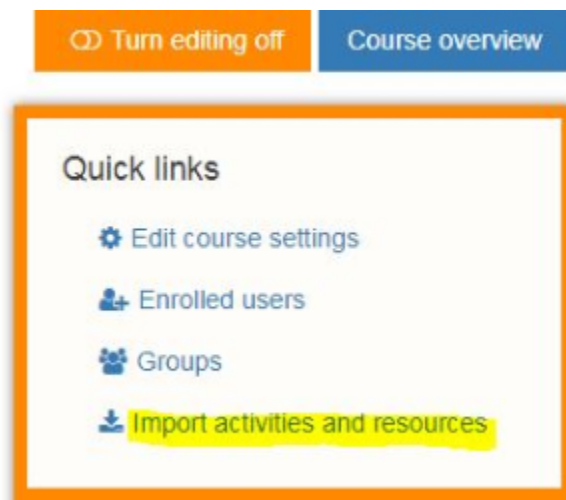 Turn editing off
Course overview
Quick links
Edit course settings
Enrolled users
Groups
Import activities and resources